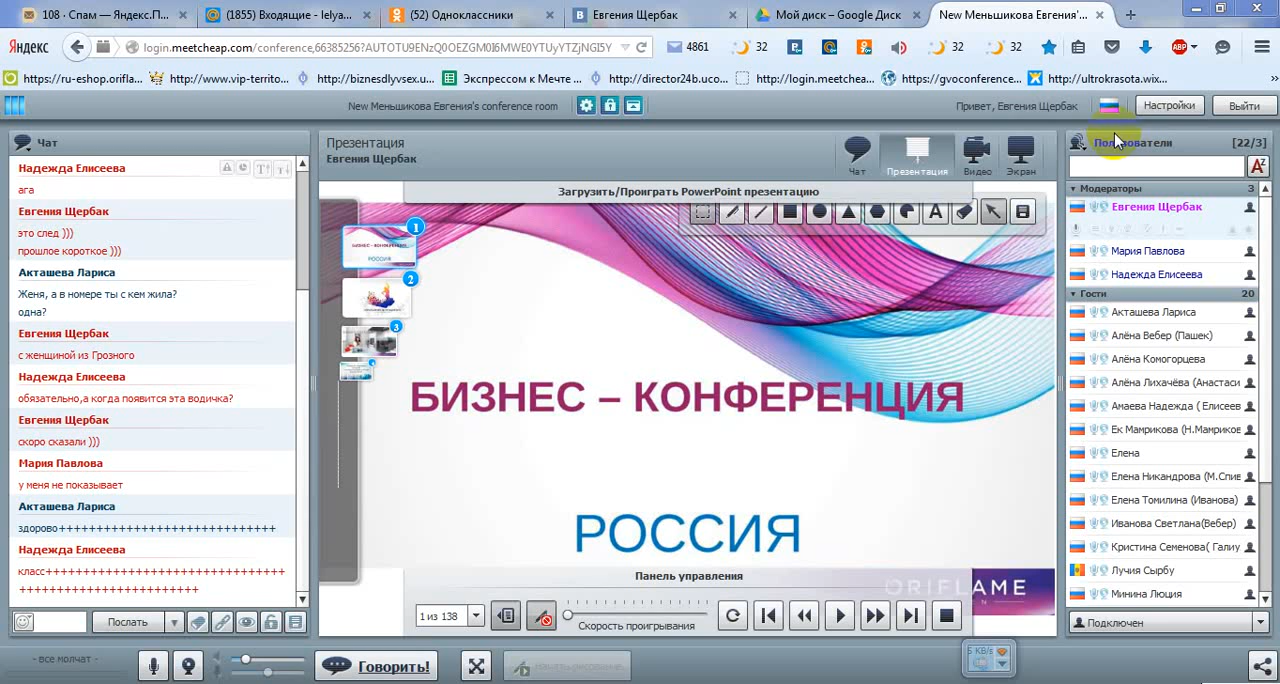 108 · Спам — Яндекс.П...
(1855) Входящие - lelya...
(52) Одноклассники
Евгения Щербак
Мой диск – Google Диск
New Меньшикова Евгения'...
Яндекс
login.meetcheap.com/conference,66385256?AUTOTU9ENzQ0OEZGM0I6MWE0YTUyYTZjNGI5Y
4861
32
32
32
ABP
https://ru-eshop.orifla...
http://www.vip-territo...
http://biznesdlyvsex.u...
Экспрессом к Мечте ...
http://director24b.u...
http://login.meetchea...
https://gvoconference...
http://ultrokrasota.wix...
New Меньшикова Евгения's conference room
Привет, Евгения Щербак
Настройки
Выйти
Чат
Надежда Елисеева
ага
Евгения Щербак
это след )))
прошлое короткое )))
Акташева Лариса
Женя, а в номере ты с кем жила?
одна?
Евгения Щербак
с женщиной из Грозного
Надежда Елисеева
обязательно,а когда появится эта водичка?
Евгения Щербак
скоро сказали )))
Мария Павлова
у меня не показывает
Акташева Лариса
здорово+++++++++++++++++++++++++++++
Надежда Елисеева
класс++++++++++++++++++++++++++++++++
++++++++++++++++++++++++
Послать
Презентация
Евгения Щербак
Чат
Презентация
Видео
Экран
Загрузить/Проиграть PowerPoint презентацию
1
2
3
БИЗНЕС – КОНФЕРЕНЦИЯ
РОССИЯ
ORIFLAME
Панель управления
1 из 138
Скорость проигрывания
Пользователи
[22/3]
Модераторы 3
Евгения Щербак
Мария Павлова
Надежда Елисеева
Гости 20
Акташева Лариса
Алёна Вебер (Пашек)
Алёна Комогорцева
Алёна Лихачёва (Анастаси
Амаева Надежда ( Елисеев
Ек Мамрикова (Н.Мамриков
Елена
Елена Никандрова (М.Спив
Елена Томилина (Иванова)
Иванова Светлана(Вебер)
Кристина Семенова( Галиу
Лучия Сырбу
Минина Люция
Подключен
- все молчат -
Говорить!
5 КВ/s